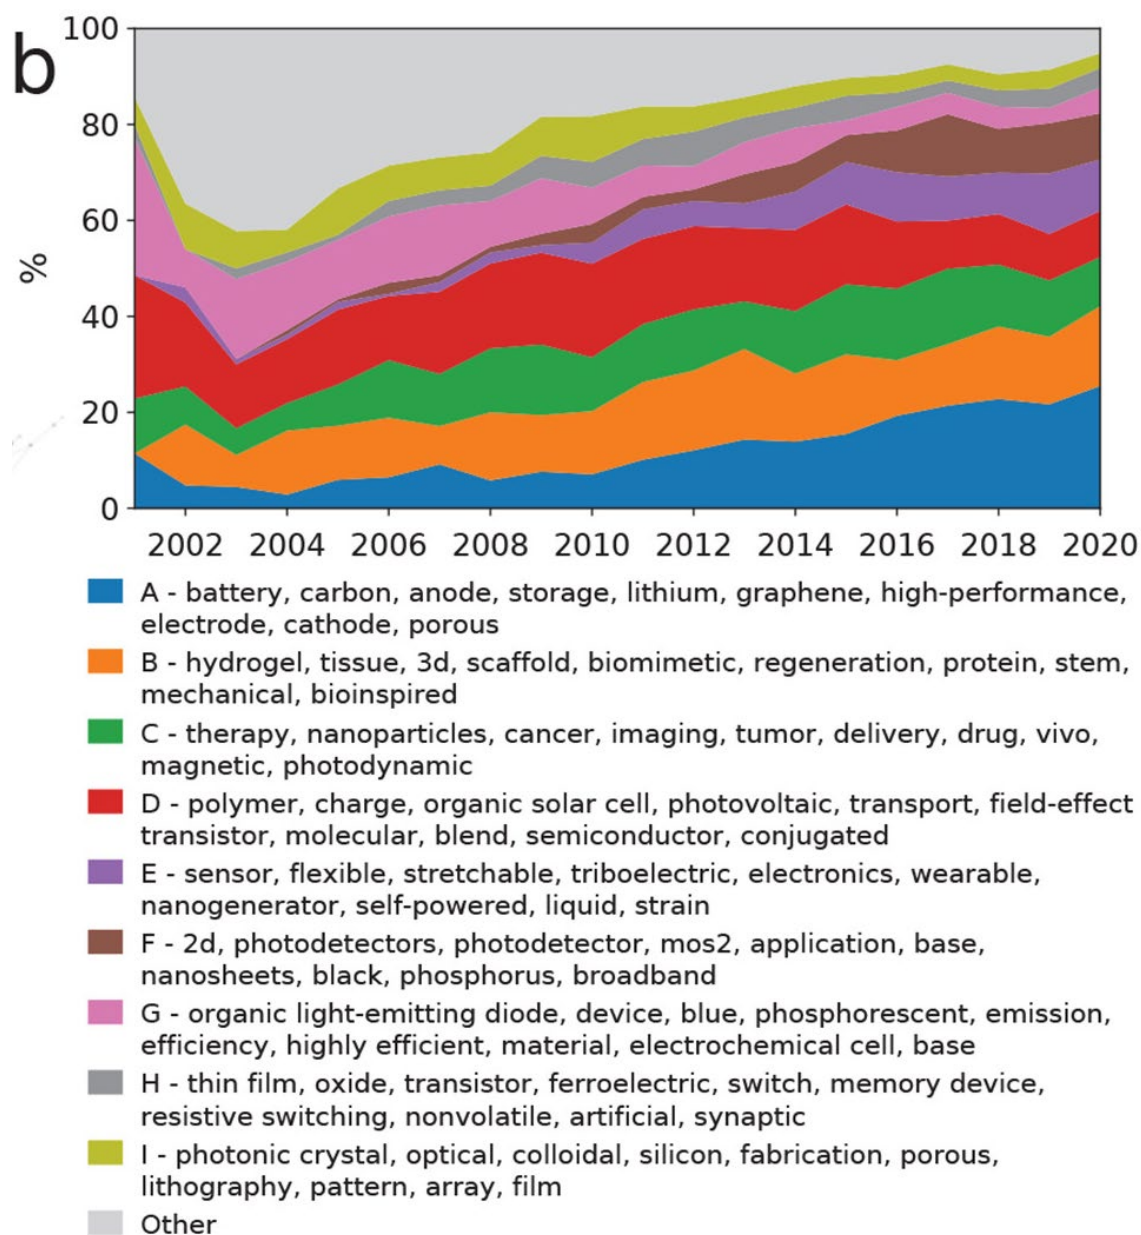 b
100
80
60
40
20
0
%
2002 2004 2006 2008 2010 2012 2014 2016 2018 2020
A - battery, carbon, anode, storage, lithium, graphene, high-performance,
electrode, cathode, porous
B - hydrogel, tissue, 3d, scaffold, biomimetic, regeneration, protein, stem,
mechanical, bioinspired
C - therapy, nanoparticles, cancer, imaging, tumor, delivery, drug, vivo,
magnetic, photodynamic
D - polymer, charge, organic solar cell, photovoltaic, transport, field-effect
transistor, molecular, blend, semiconductor, conjugated
E - sensor, flexible, stretchable, triboelectric, electronics, wearable,
nanogenerator, self-powered, liquid, strain
F - 2d, photodetectors, photodetector, mos2, application, base,
nanosheets, black, phosphorus, broadband
G - organic light-emitting diode, device, blue, phosphorescent, emission,
efficiency, highly efficient, material, electrochemical cell, base
H - thin film, oxide, transistor, ferroelectric, switch, memory device,
resistive switching, nonvolatile, artificial, synaptic
I - photonic crystal, optical, colloidal, silicon, fabrication, porous,
lithography, pattern, array, film
Other